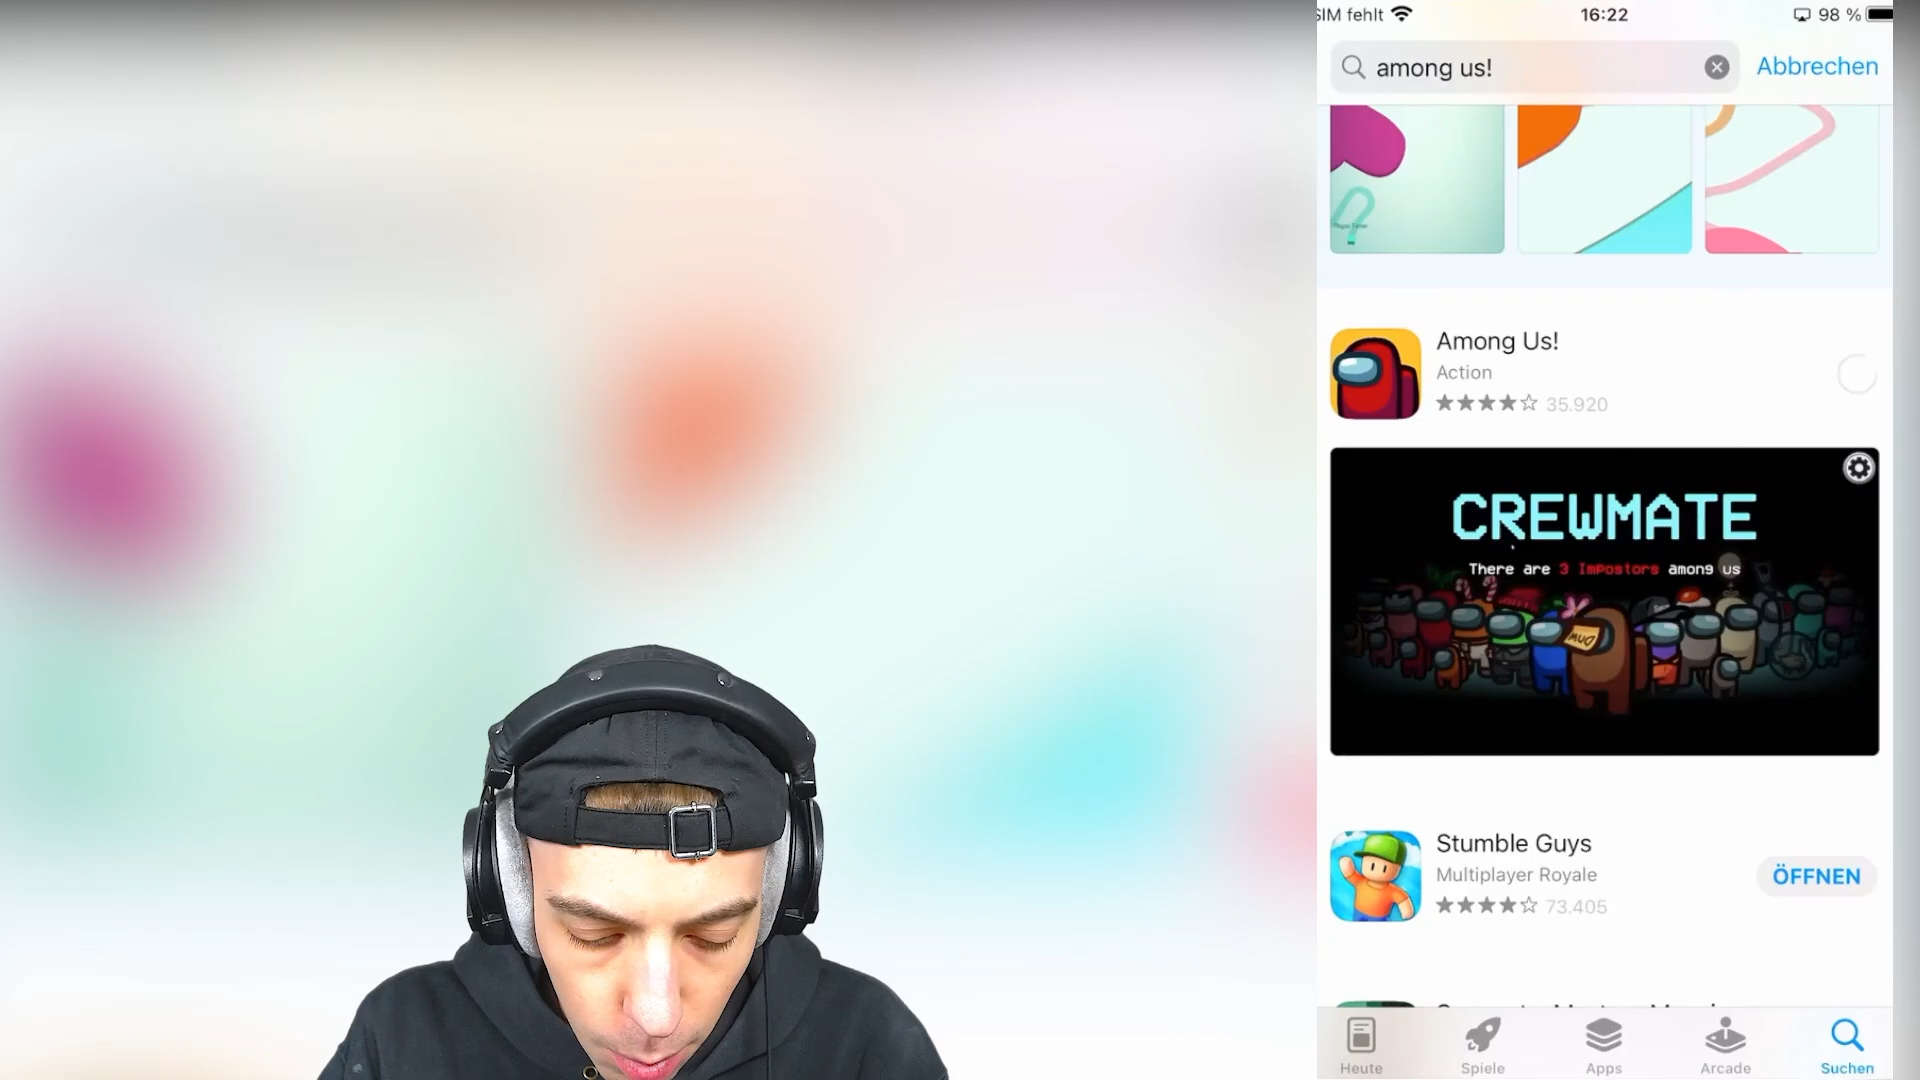 SIM fehlt 16:22 98 %
among us! Abbrechen
Among Us!
Action
35.920
CREWMATE
There are 3 Impostors among us
DUM
Stumble Guys
Multiplayer Royale
73.405
ÖFFNEN
Heute Spiele Apps Arcade Suchen